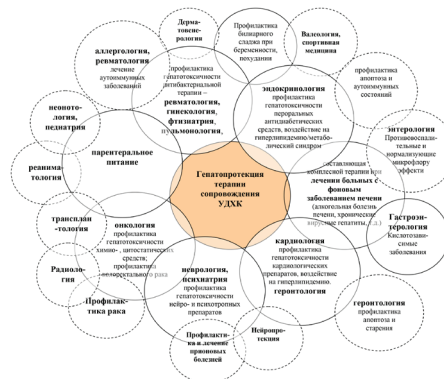 Дерма-
товене-
рология
Профилактика
билиарного
сладжа при
беременности,
похудания
Валеология,
спортивная
медицина
аллергология,
ревматология
лечение
аутоиммунных
заболеваний
профилактика
гепатотоксичности
антибактериальной
терапии –
ревматология,
гинекология,
фтизиатрия,
пульмонология,
эндокринология
профилактика
гепатотоксичности
пероральных
антидиабетических
средств, воздействие на
гиперлипидемию/метабо-
лический синдром
профилактика
апоптоза и
аутоиммунных
состояний
неонато-
логия,
педиатрия
энтерология
Противовоспали-
тельные и
нормализующие
микрофлору
эффекты
парентеральное
питание
реанима-
тология
Гепатопротекция
терапии
сопровождения
УДХК
составляющая
комплексной терапии при
лечении больных с
фоновым
заболеванием печени
(алкогольная болезнь
печени, хронические
вирусные гепатиты, и
Гастроэн-
терология
Кислотозави-
симые
заболевания
трансплан
-тология
онкология
профилактика
гепатотоксичности
химио-, цитостатических
средств;
профилактика
колоректального рака
кардиология
профилактика
гепатотоксичности
кардиологических
препаратов, воздействие
на гиперлипидемию.
геронтология
Радиоло-
гия
неврология,
психиатрия
профилактика
гепатотоксичности
нейро- и психотропных
препаратов
Профилак-
тика рака
геронтология
профилактика
апоптоза и
старения
Профилакти-
ка и лечение
прионовых
болезней
Нейропро-
текция